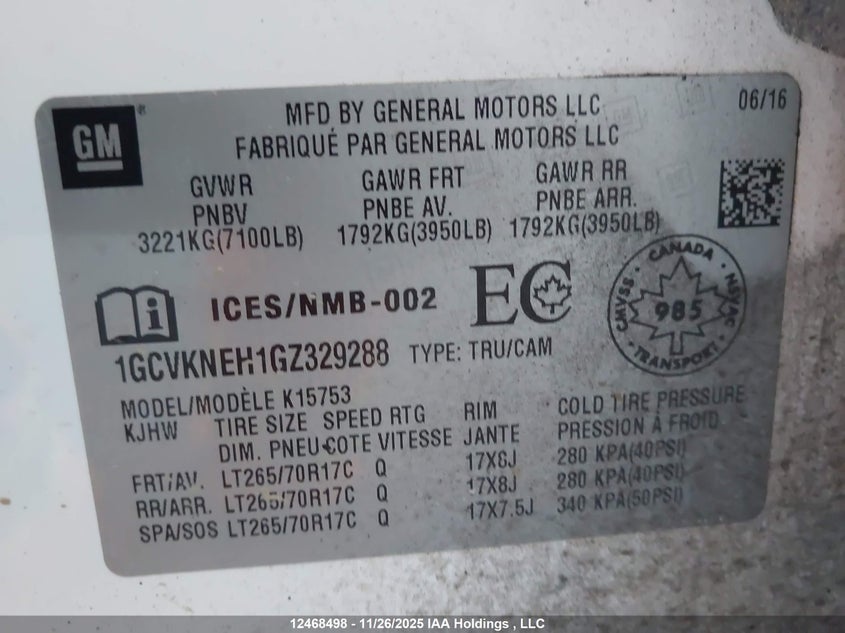 GM
MFD BY GENERAL MOTORS LLC
FABRIQUÉ PAR GENERAL MOTORS LLC
06/16
GVWR GAWR FRT GAWR RR
PNBV PNBE AV. PNBE ARR.
3221KG(7100LB) 1792KG(3950LB) 1792KG(3950LB)
ICES/NMB-002 EC
CANADA
CMVSS 985 NSVAC
TRANSPORT
1GCVKNEH1GZ329288 TYPE: TRU/CAM
MODEL/MODÈLE K15753
KJHW TIRE SIZE SPEED RTG RIM COLD TIRE PRESSURE
DIM. PNEU COTE VITESSE JANTE PRESSION À FROID
FRT/AV. LT265/70R17C Q 17X8J 280 KPA(40PSI)
RR/ARR. LT265/70R17C Q 17X8J 280 KPA(40PSI)
SPA/SOS LT265/70R17C Q 17X7.5J 340 KPA(50PSI)
12468498 - 11/26/2025 IAA Holdings , LLC